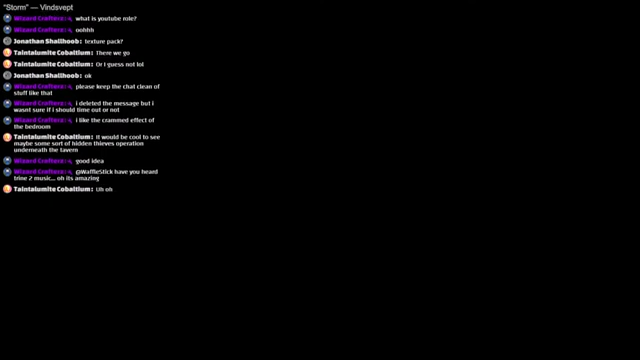 "Storm" — Vindsvept
Wizard Crafters: what is youtube role?
Wizard Crafters: oohhh
Jonathan Shallhoob: texture pack?
Taintalumite Cobaltium: There we go
Taintalumite Cobaltium: Or I guess not lol
Jonathan Shallhoob: ok
Wizard Crafters: please keep the chat clean of
stuff like that
Wizard Crafters: i deleted the message but i
wasnt sure if i should time out or not
Wizard Crafters: i like the crammed effect of
the bedroom
Taintalumite Cobaltium: It would be cool to see
maybe some sort of hidden thieves operation
underneath the tavern
Wizard Crafters: good idea
Wizard Crafters: @WaffleStick have you heard
trine 2 music... oh its amazing
Taintalumite Cobaltium: Uh oh